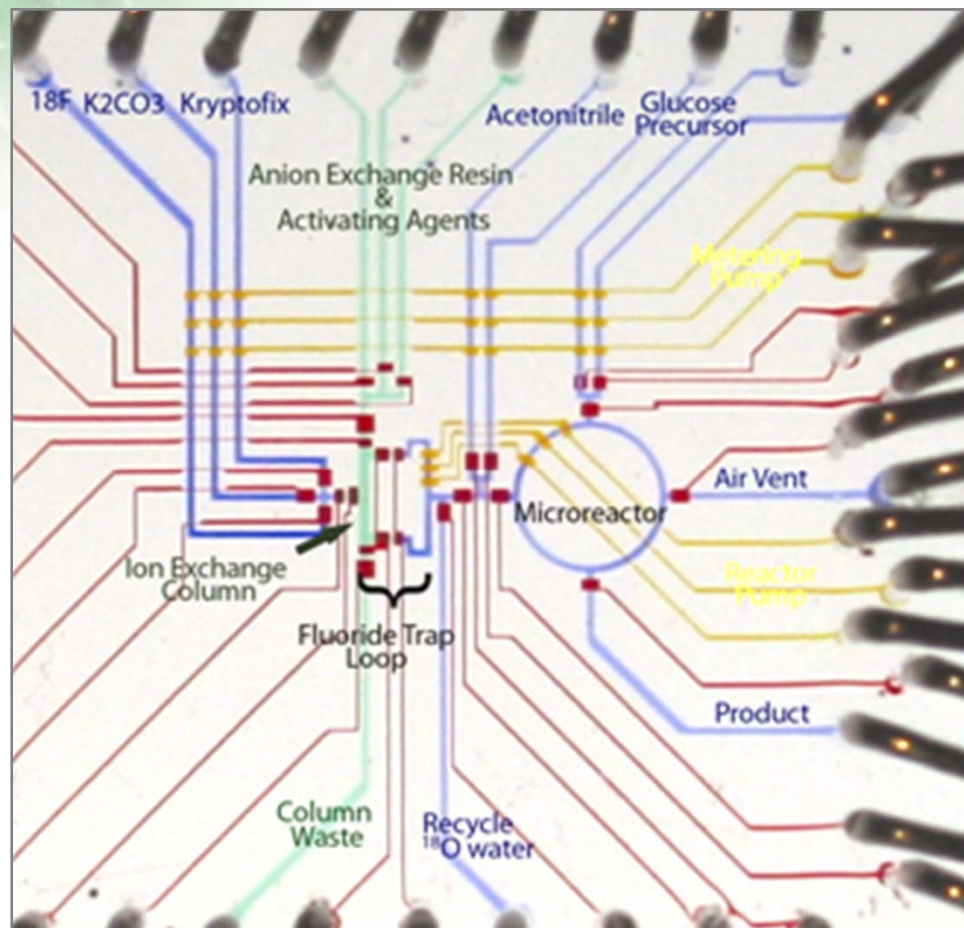 18F K2CO3 Kryptofix
Acetonitrile
Glucose
Precursor
Anion Exchange Resin
&
Activating Agents
Metering
Pump
Air Vent
Microreactor
Ion Exchange
Column
Reactor
Pump
Fluoride Trap
Loop
Product
Column
Waste
Recycle
¹⁸O water